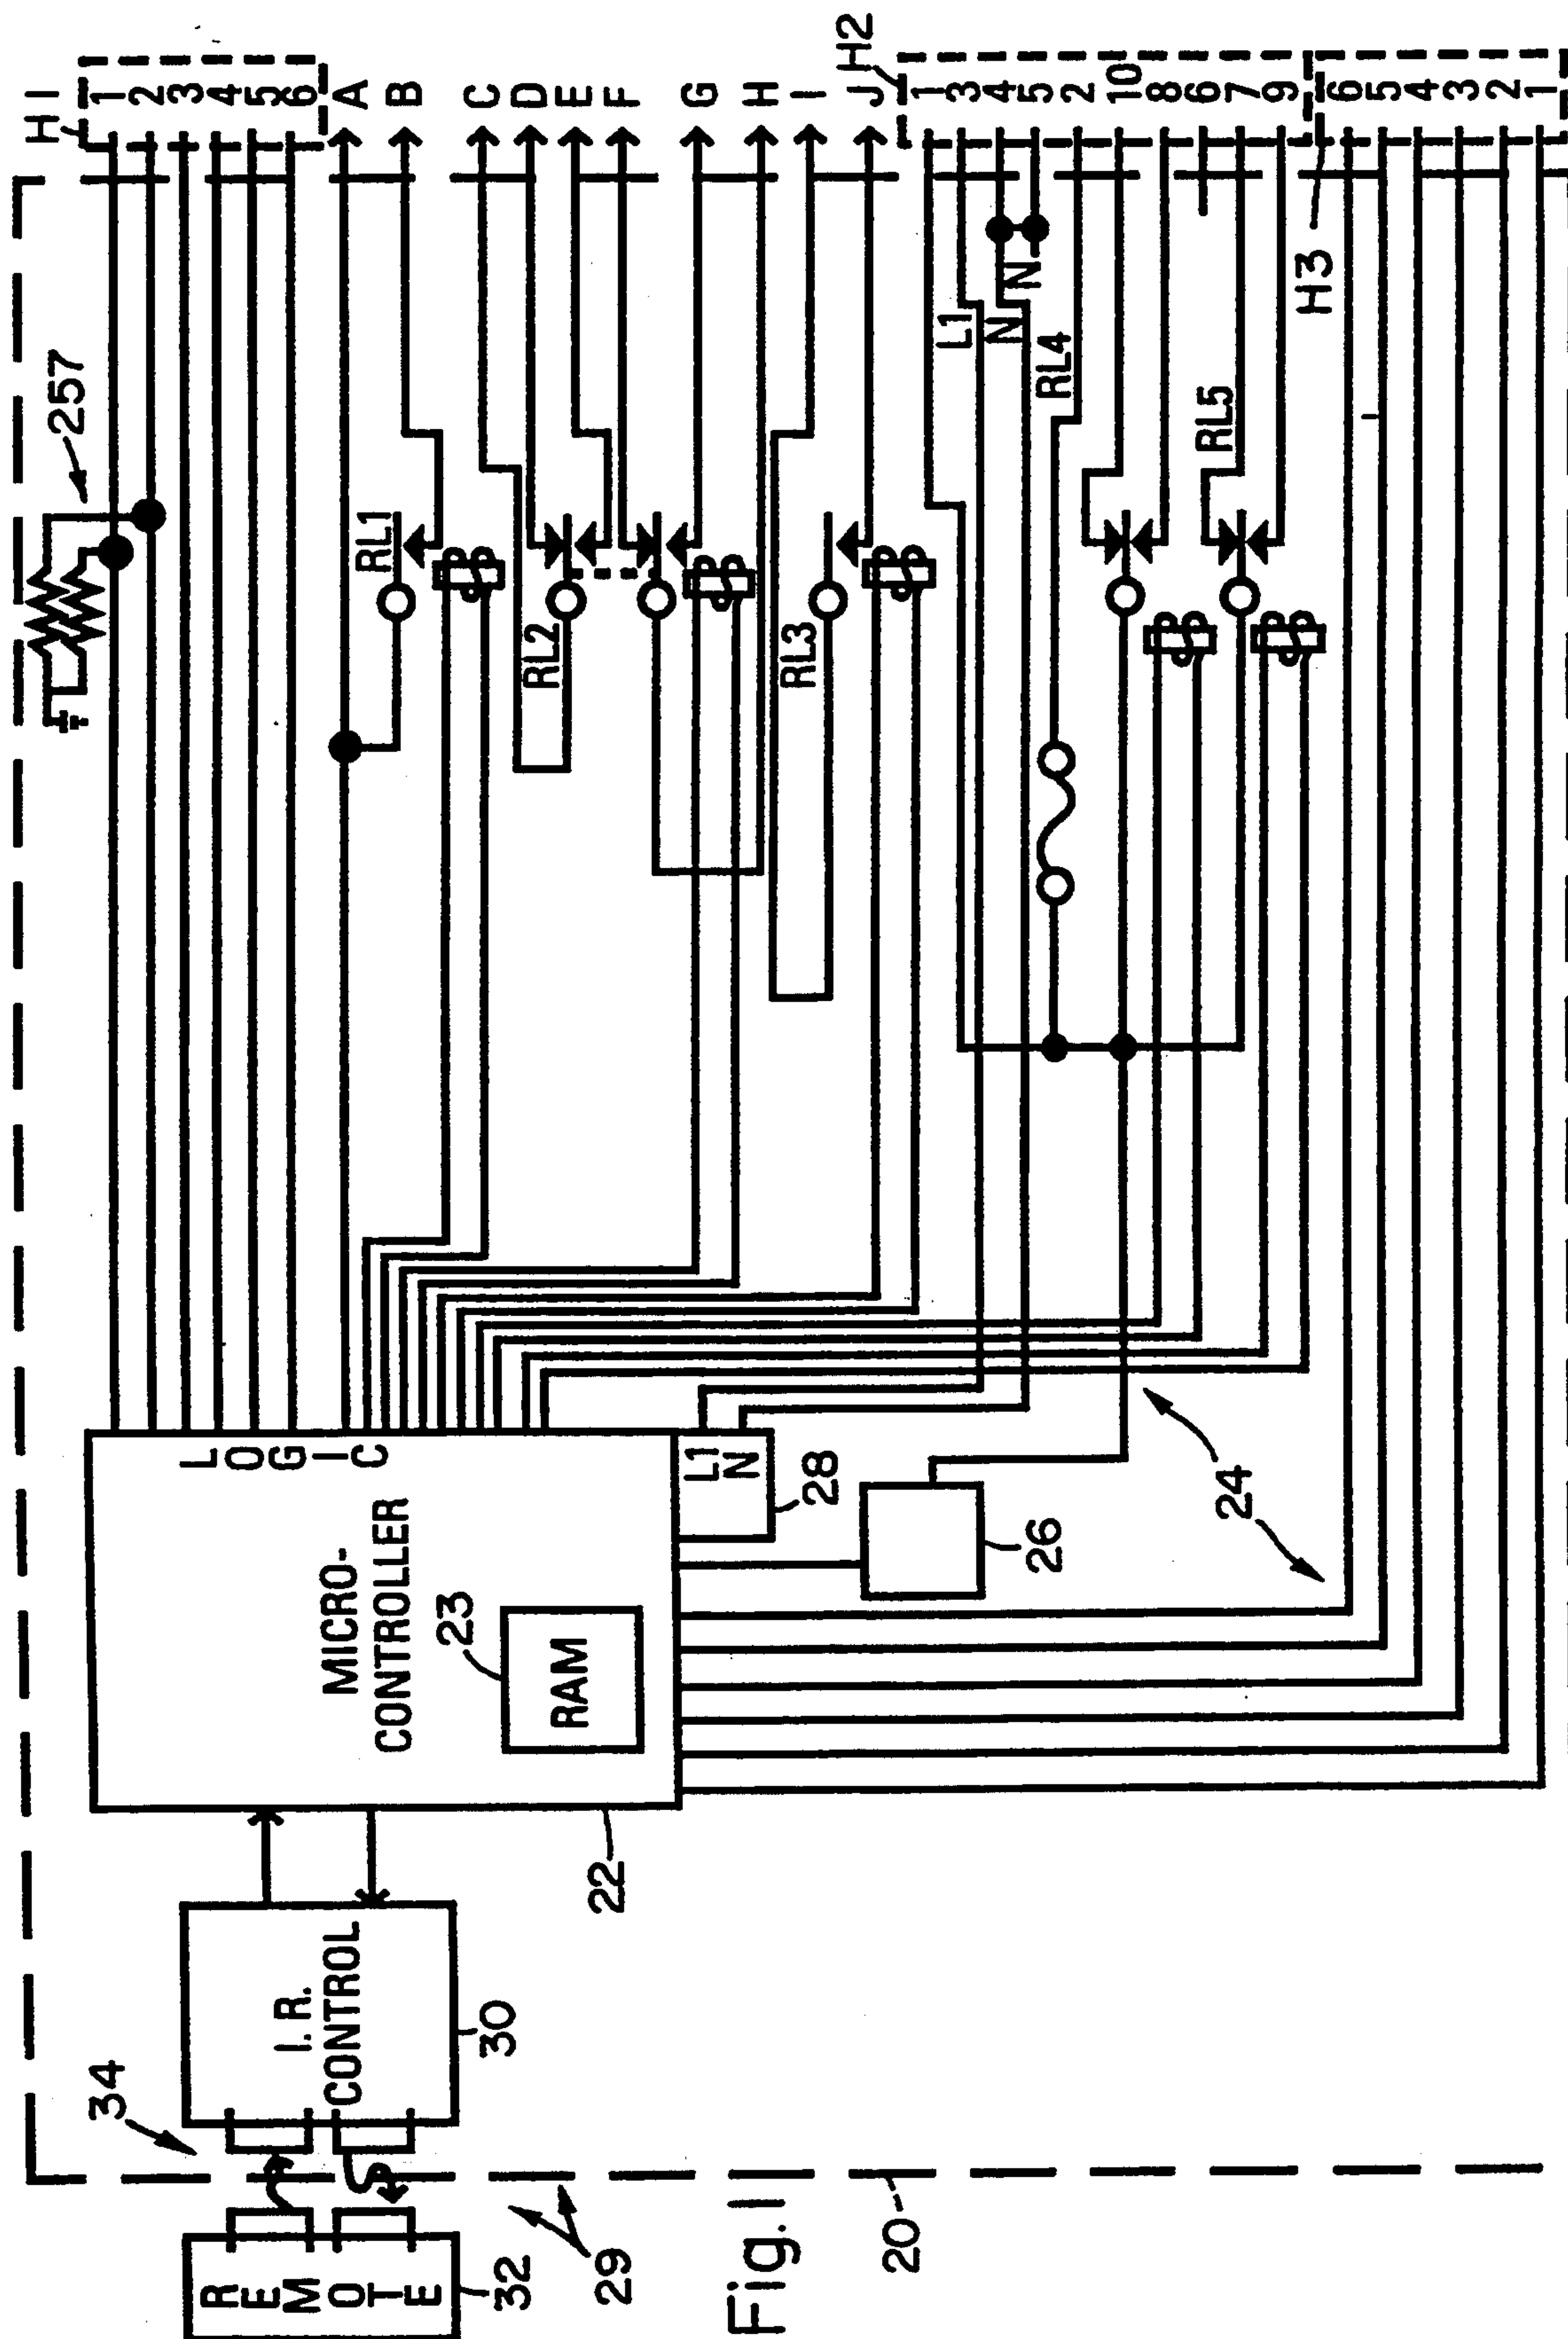 REMOTE
32
29
34
I. R.
CONTROL
30
22
MICRO-
CONTROLLER
RAM
23
LOGIC
L1
N
28
26
24
20
257
RL1
RL2
RL3
RL4
RL5
L1
N
N
H1
1
2
3
4
5
6
A
B
C
D
E
F
G
H
I
J
H2
1
3
4
5
2
10
8
6
7
9
H3
6
5
4
3
2
1
Fig. 1